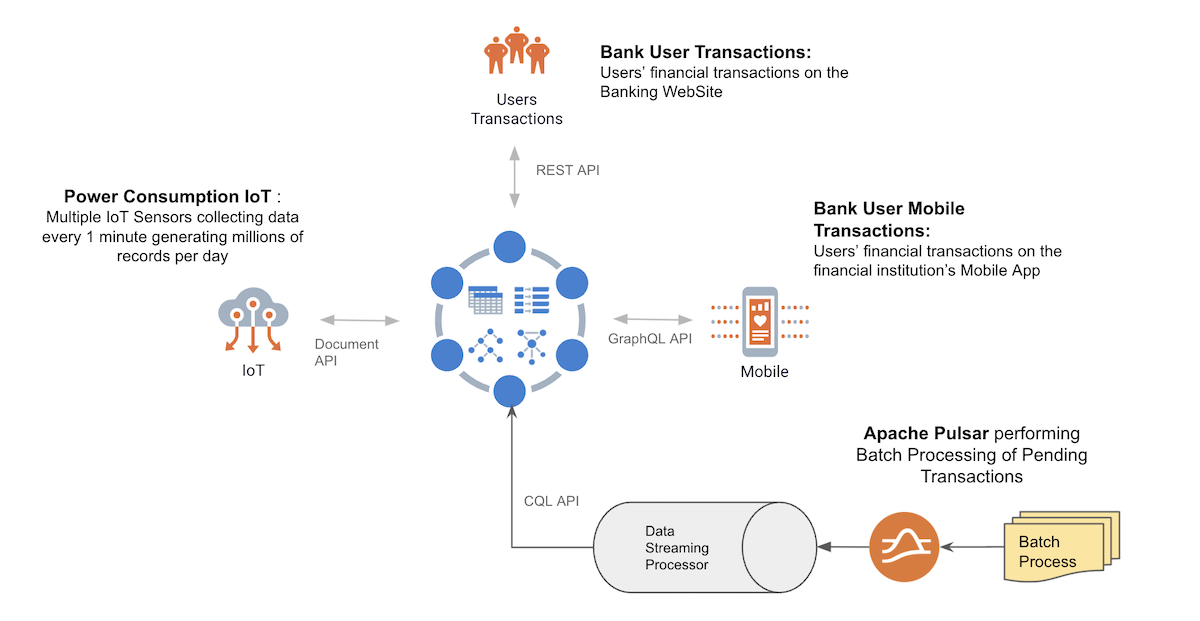 Bank User Transactions:
Users’ financial transactions on the
Banking WebSite
Users
Transactions
REST API
Power Consumption IoT :
Multiple IoT Sensors collecting data
every 1 minute generating millions of
records per day
Bank User Mobile
Transactions:
Users’ financial transactions on the
financial institution’s Mobile App
Document
API
IoT
GraphQL API
Mobile
Apache Pulsar performing
Batch Processing of Pending
Transactions
CQL API
Data
Streaming
Processor
Batch
Process